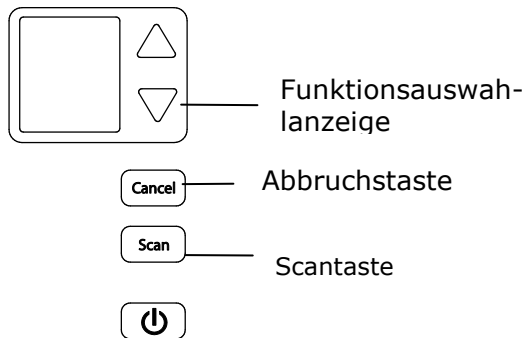 Funktionsauswah-
lanzeige
Cancel
Abbruchstaste
Scan
Scantaste